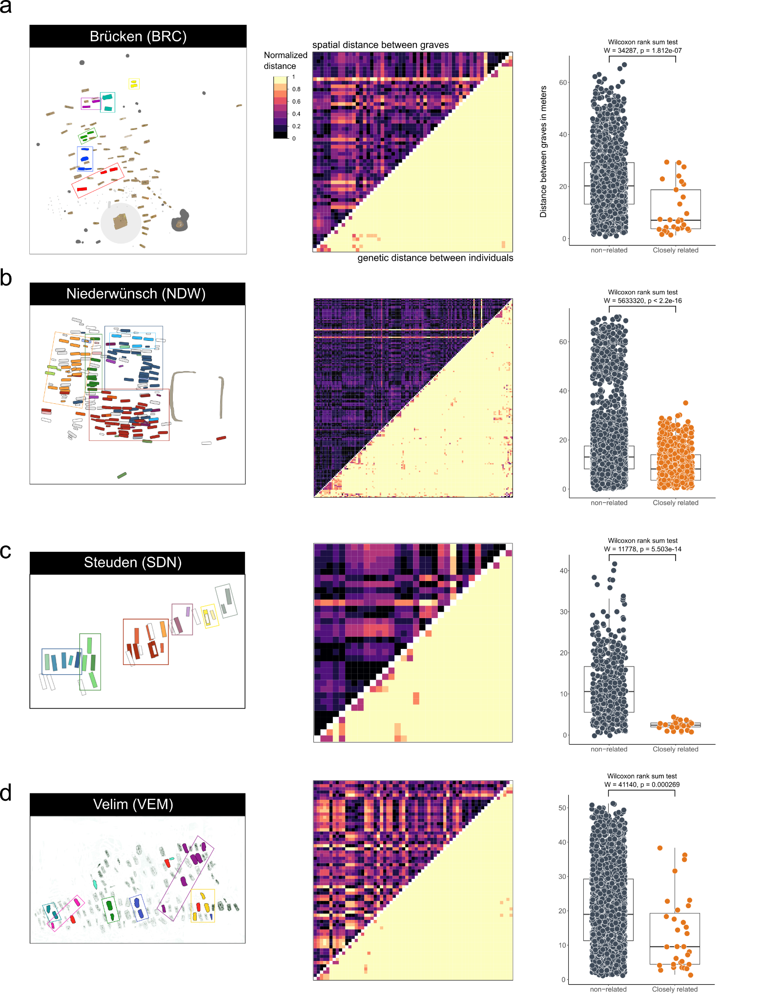 a
Brücken (BRC)
spatial distance between graves
Normalized
distance
1
0.8
0.6
0.4
0.2
0
genetic distance between individuals
Wilcoxon rank sum test
W = 34287, p = 1.812e-07
Distance between graves in meters
60
40
20
0
non−related
Closely related
b
Niederwünsch (NDW)
Wilcoxon rank sum test
W = 5633320, p < 2.2e-16
60
40
20
0
non−related
Closely related
c
Steuden (SDN)
Wilcoxon rank sum test
W = 11778, p = 5.503e-14
40
30
20
10
0
non−related
Closely related
d
Velim (VEM)
Wilcoxon rank sum test
W = 41140, p = 0.000269
50
40
30
20
10
0
non−related
Closely related